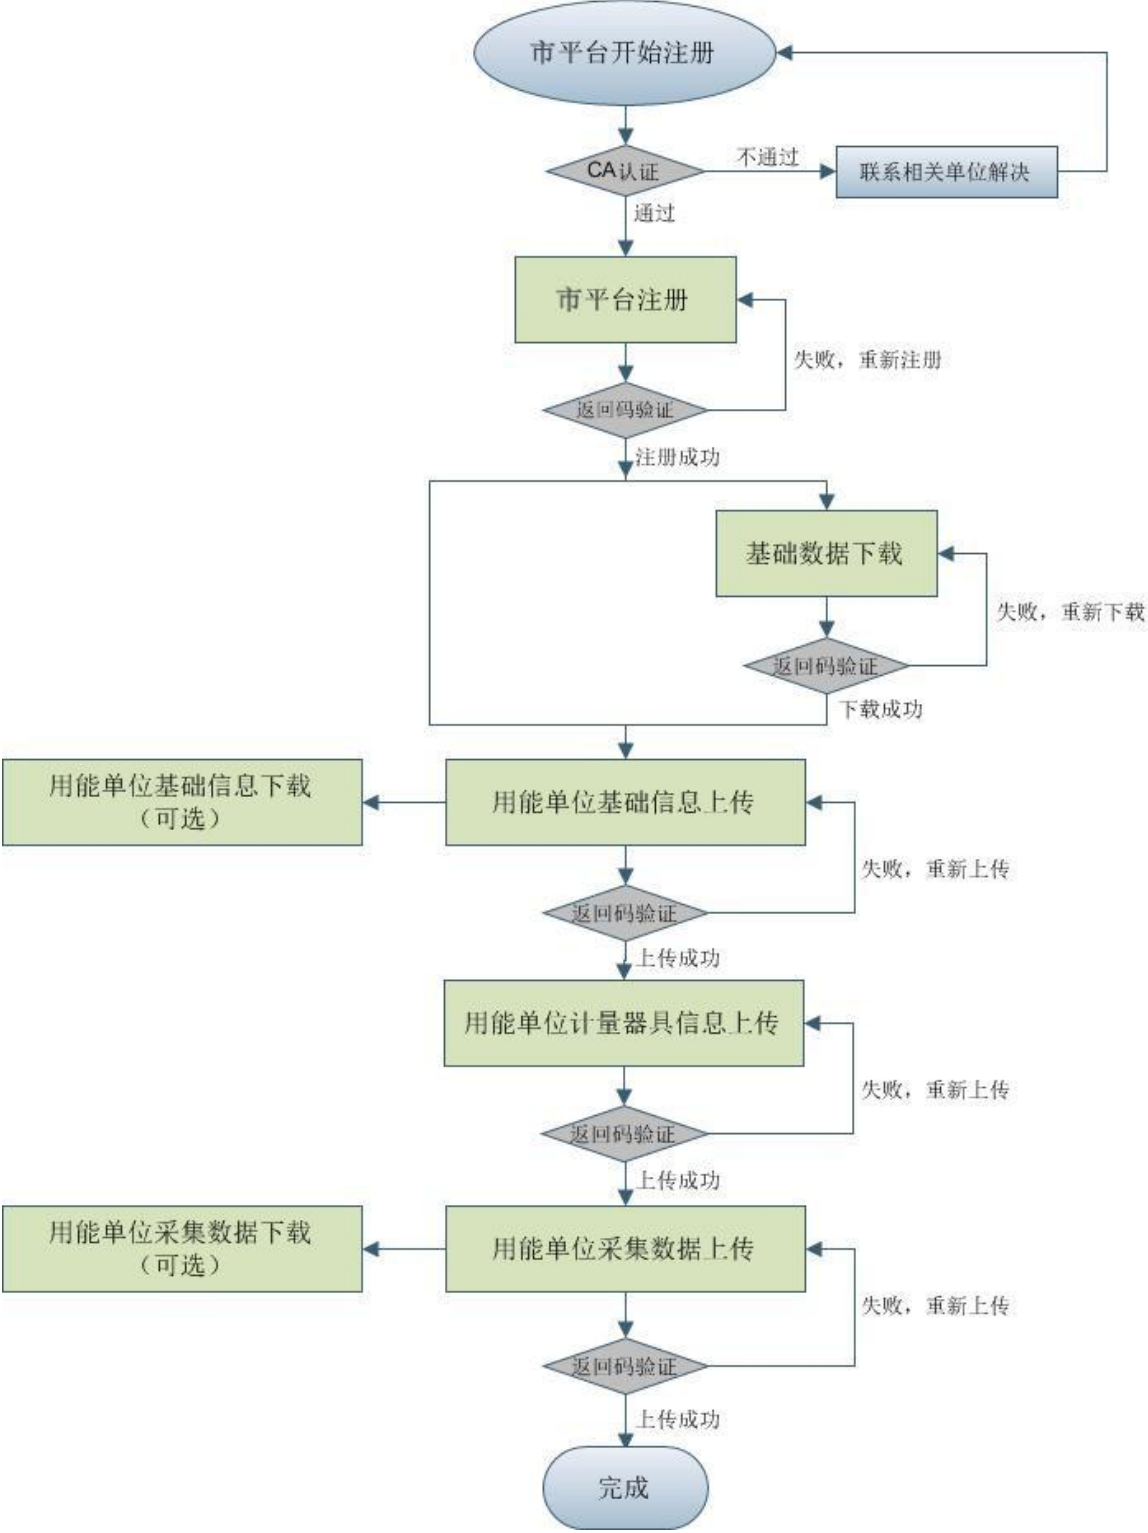 市平台开始注册
CA认证
不通过
联系相关单位解决
通过
市平台注册
失败，重新注册
返回码验证
注册成功
基础数据下载
失败，重新下载
返回码验证
下载成功
用能单位基础信息下载
（可选）
用能单位基础信息上传
失败，重新上传
返回码验证
上传成功
用能单位计量器具信息上传
失败，重新上传
返回码验证
上传成功
用能单位采集数据下载
（可选）
用能单位采集数据上传
失败，重新上传
返回码验证
上传成功
完成